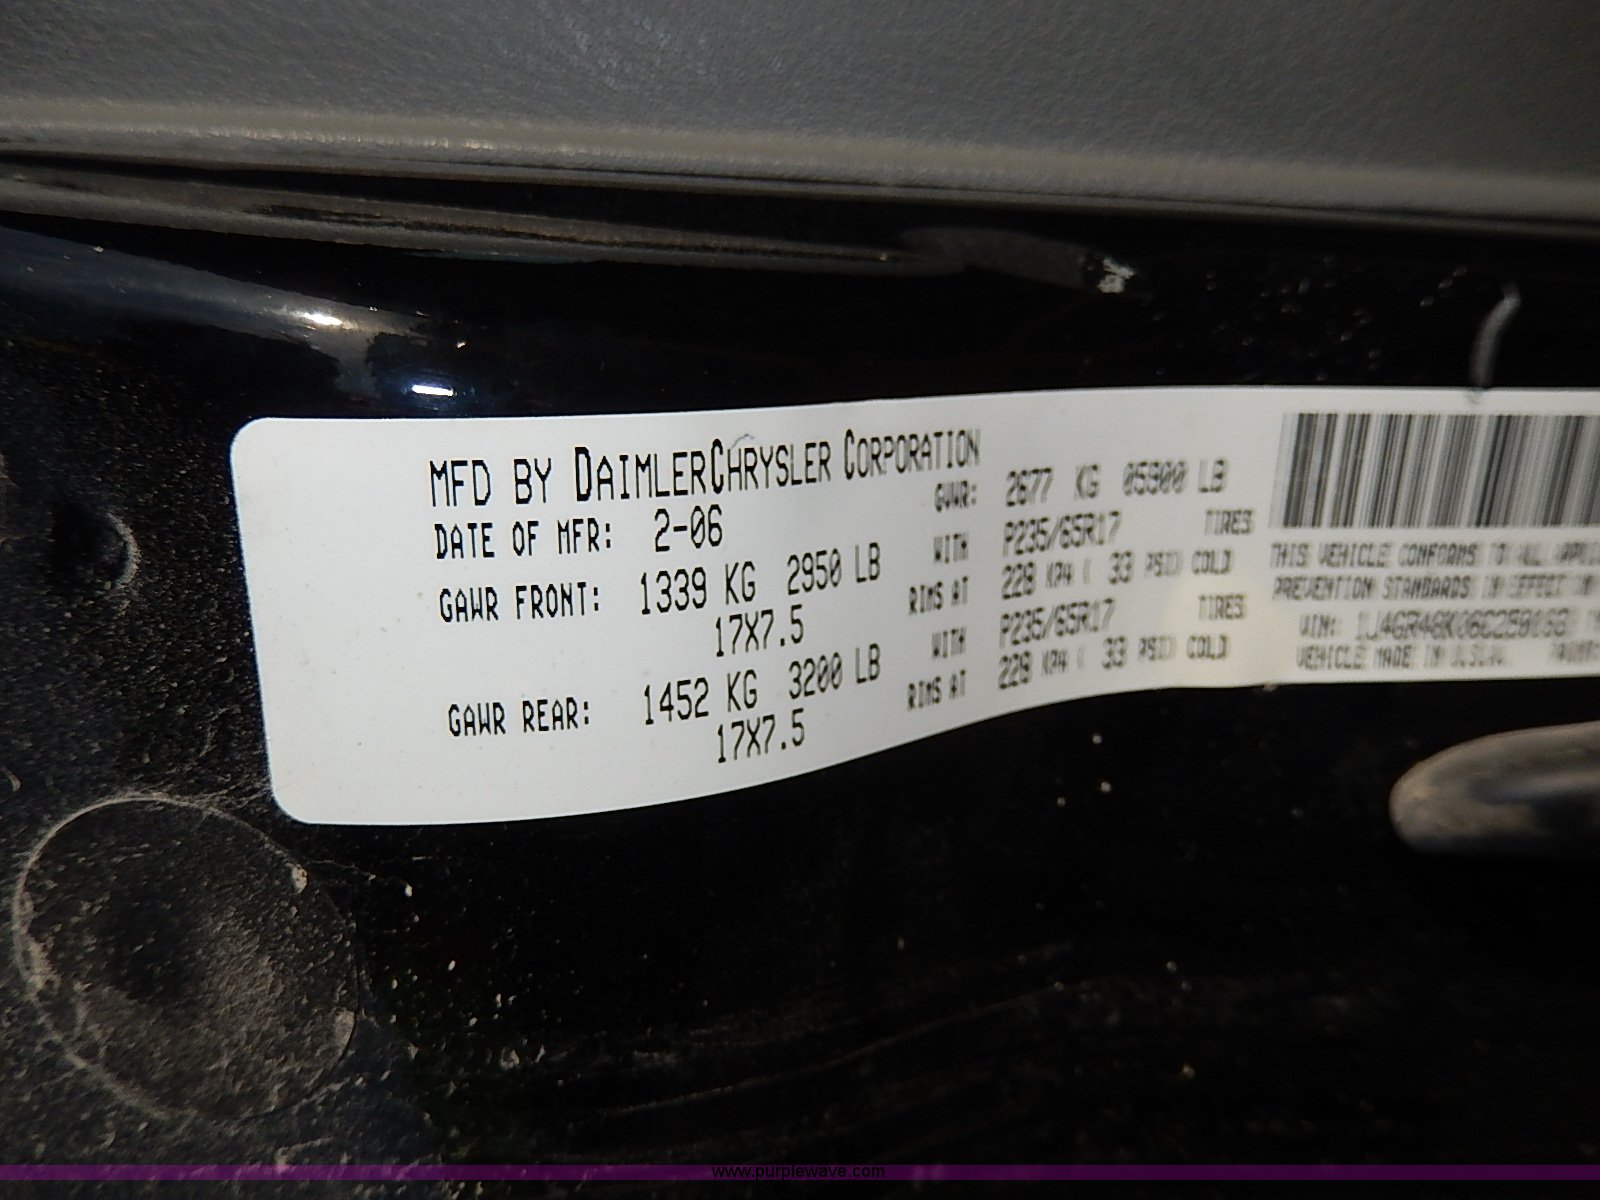 MFD BY DAIMLERCHRYSLER CORPORATION
DATE OF MFR: 2-06 GVWR: 2677 KG 05900 LB
GAWR FRONT: 1339 KG 2950 LB WITH P235/65R17 TIRES
17X7.5 RIMS AT 228 KPA ( 33 PSI) COLD
GAWR REAR: 1452 KG 3200 LB WITH P235/65R17 TIRES
17X7.5 RIMS AT 228 KPA ( 33 PSI) COLD
THIS VEHICLE CONFORMS TO ALL
PREVENTION STANDARDS IN EFFECT
VIN:
VEHICLE MADE IN
www.purplewave.com